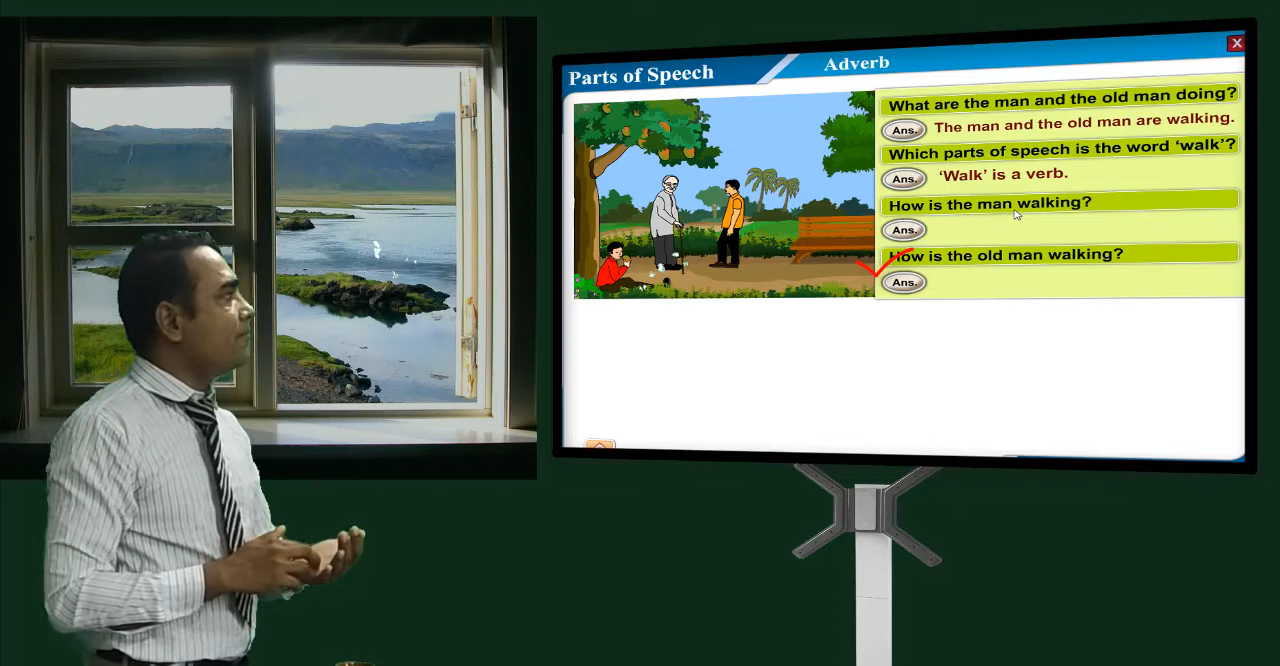 Parts of Speech
Adverb
X
What are the man and the old man doing?
Ans. The man and the old man are walking.
Which parts of speech is the word ‘walk’?
Ans. ‘Walk’ is a verb.
How is the man walking?
Ans.
How is the old man walking?
Ans.